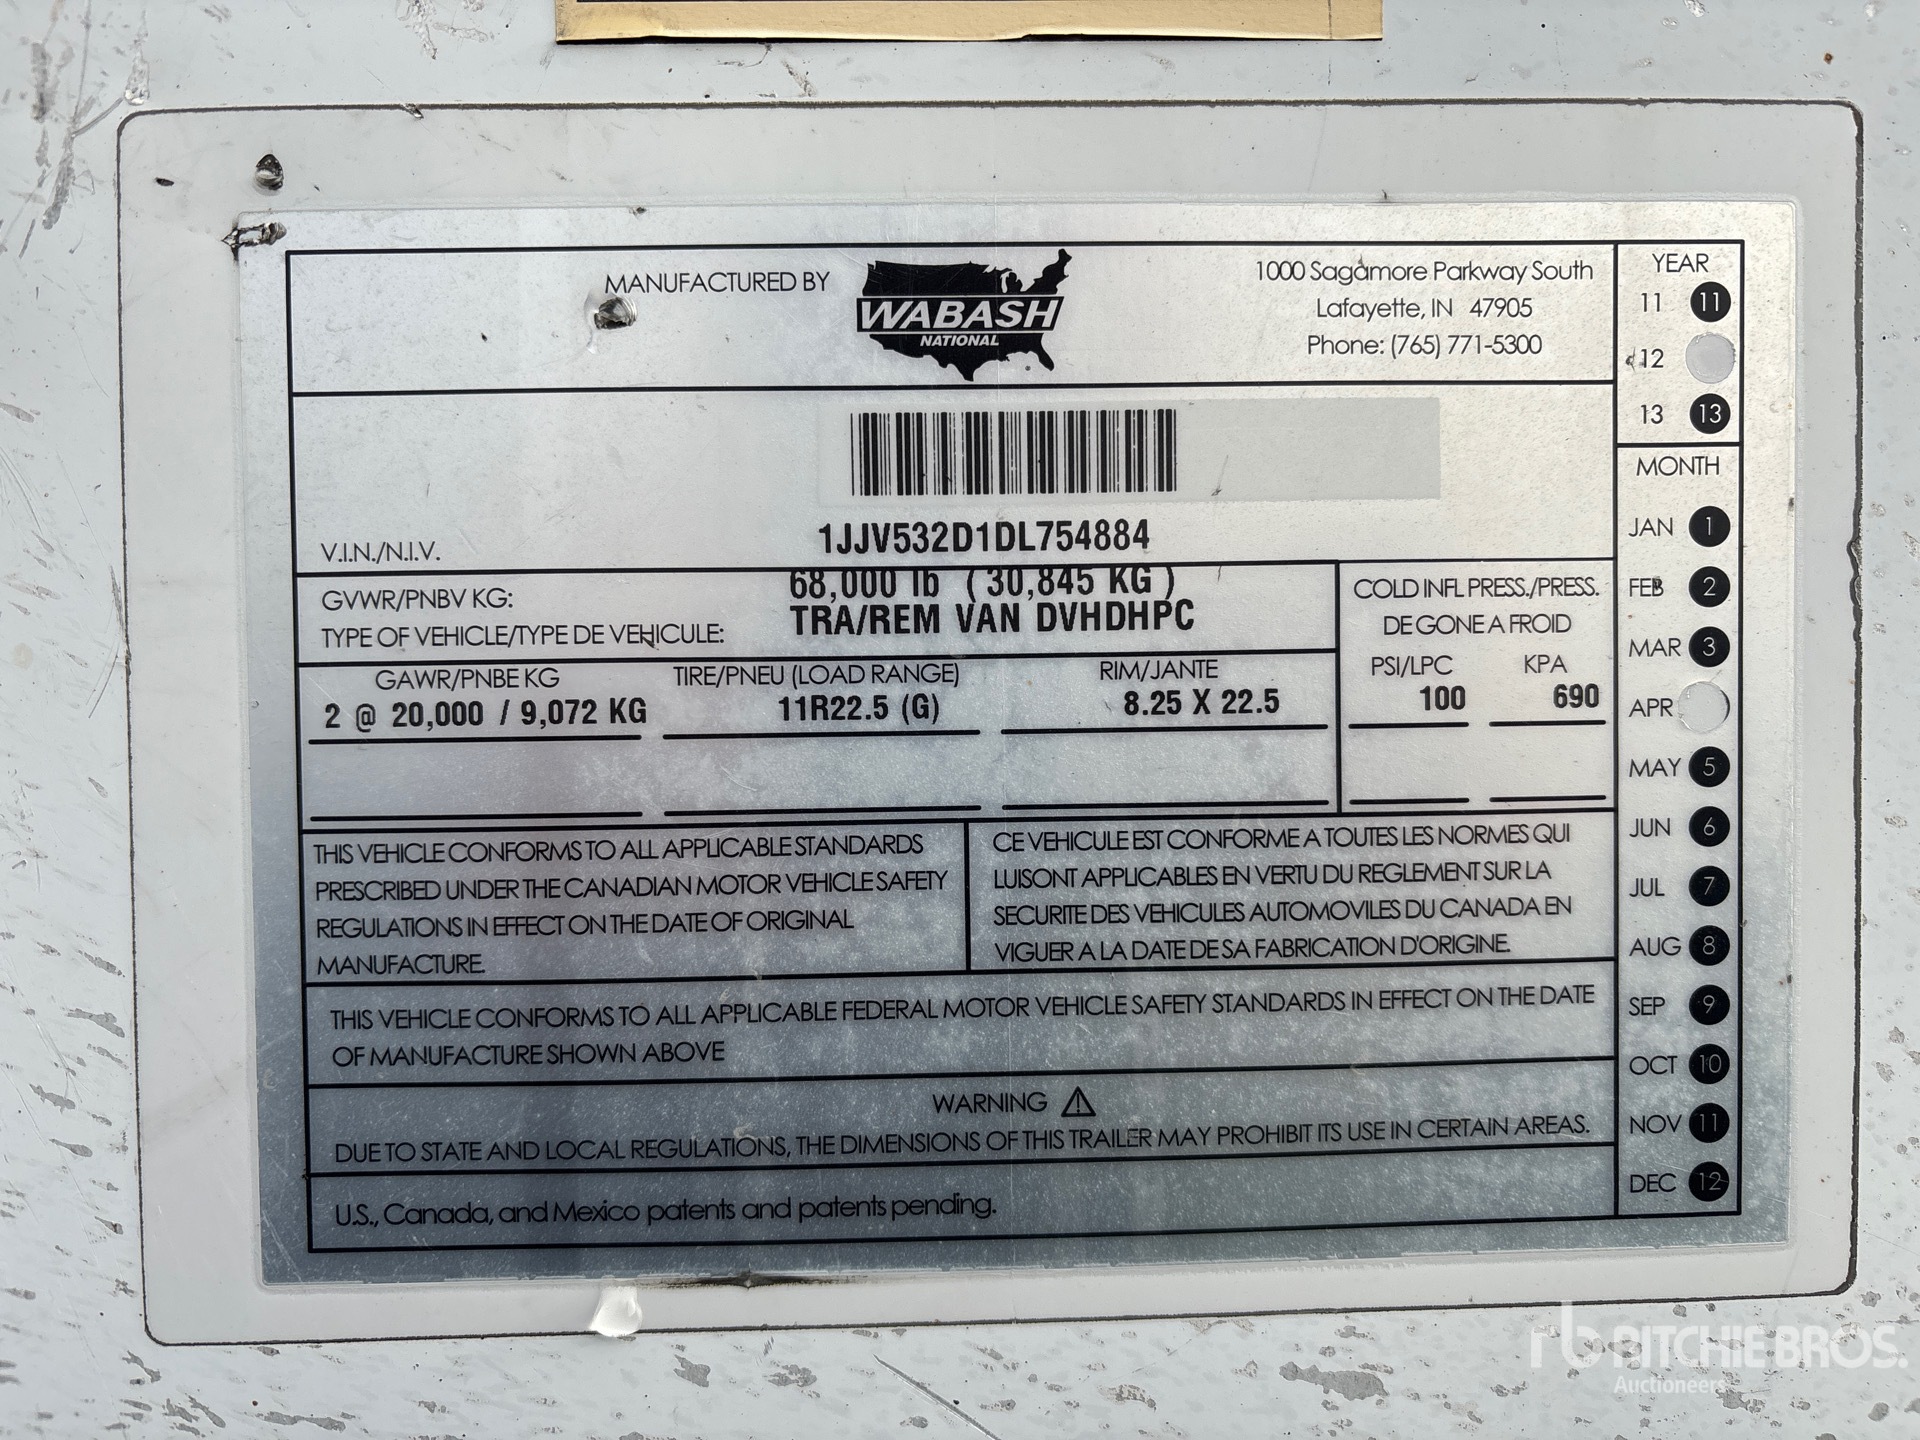 MANUFACTURED BY
WABASH
NATIONAL
1000 Sagamore Parkway South
Lafayette, IN 47905
Phone: (765) 771-5300
YEAR
11 11
12
13 13
MONTH
JAN 1
FEB 2
MAR 3
APR
MAY 5
JUN 6
JUL 7
AUG 8
SEP 9
OCT 10
NOV 11
DEC 12
V.I.N./N.I.V. 1JJV532D1DL754884
GVWR/PNBV KG: 68,000 lb ( 30,845 KG )
TYPE OF VEHICLE/TYPE DE VEHICULE: TRA/REM VAN DVHDHPC
COLD INFL PRESS./PRESS.
DE GONE A FROID
GAWR/PNBE KG TIRE/PNEU (LOAD RANGE) RIM/JANTE PSI/LPC KPA
2 @ 20,000 / 9,072 KG 11R22.5 (G) 8.25 X 22.5 100 690
THIS VEHICLE CONFORMS TO ALL APPLICABLE STANDARDS
PRESCRIBED UNDER THE CANADIAN MOTOR VEHICLE SAFETY
REGULATIONS IN EFFECT ON THE DATE OF ORIGINAL
MANUFACTURE.
CE VEHICULE EST CONFORME A TOUTES LES NORMES QUI
LUISONT APPLICABLES EN VERTU DU REGLEMENT SUR LA
SECURITE DES VEHICULES AUTOMOVILES DU CANADA EN
VIGUER A LA DATE DE SA FABRICATION D'ORIGINE.
THIS VEHICLE CONFORMS TO ALL APPLICABLE FEDERAL MOTOR VEHICLE SAFETY STANDARDS IN EFFECT ON THE DATE
OF MANUFACTURE SHOWN ABOVE
WARNING
DUE TO STATE AND LOCAL REGULATIONS, THE DIMENSIONS OF THIS TRAILER MAY PROHIBIT ITS USE IN CERTAIN AREAS.
U.S., Canada, and Mexico patents and patents pending.
rb RITCHIE BROS.
Auctioneers